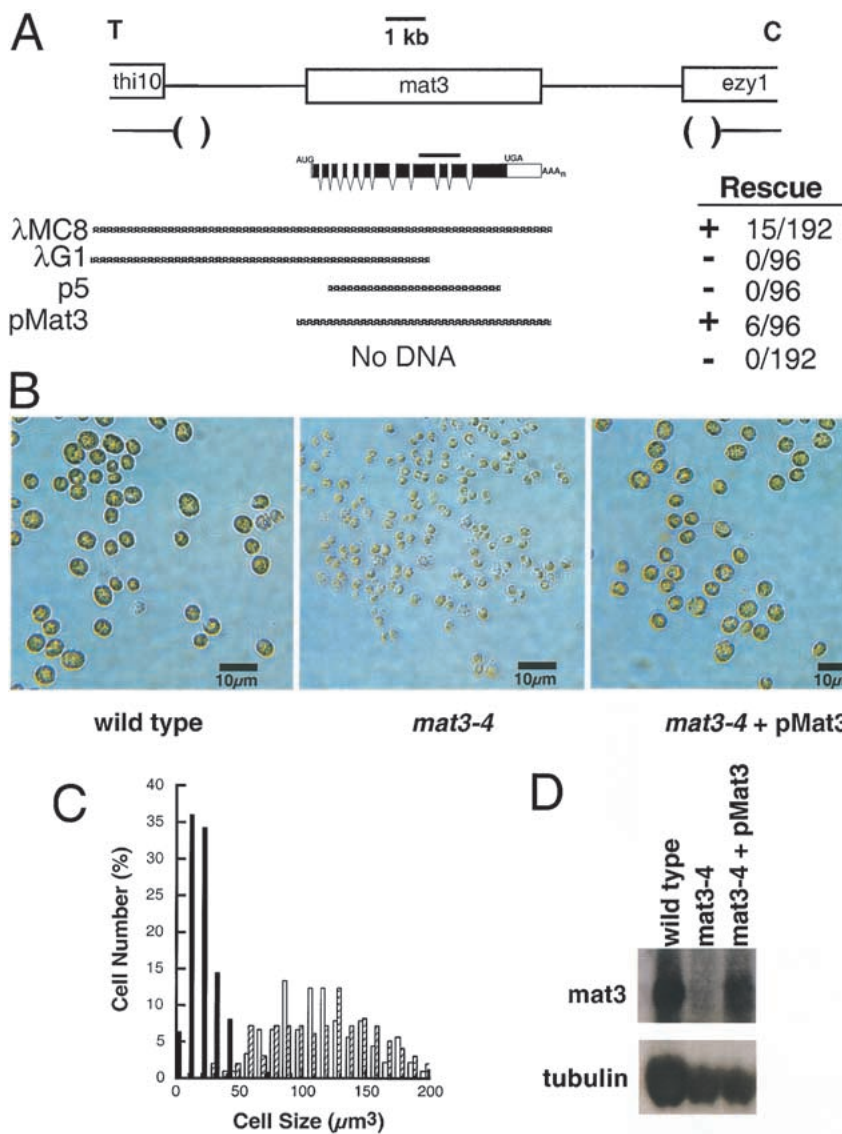 A
T
1 kb
C
thi10
mat3
ezy1
( )
( )
AUG
UGA
AAAn
Rescue
λMC8
+ 15/192
λG1
- 0/96
p5
- 0/96
pMat3
+ 6/96
No DNA
- 0/192
B
10µm
10µm
10µm
wild type
mat3-4
mat3-4 + pMat3
C
Cell Number (%)
40
35
30
25
20
15
10
5
0
0
50
100
150
200
Cell Size (µm³)
D
wild type
mat3-4
mat3-4 + pMat3
mat3
tubulin